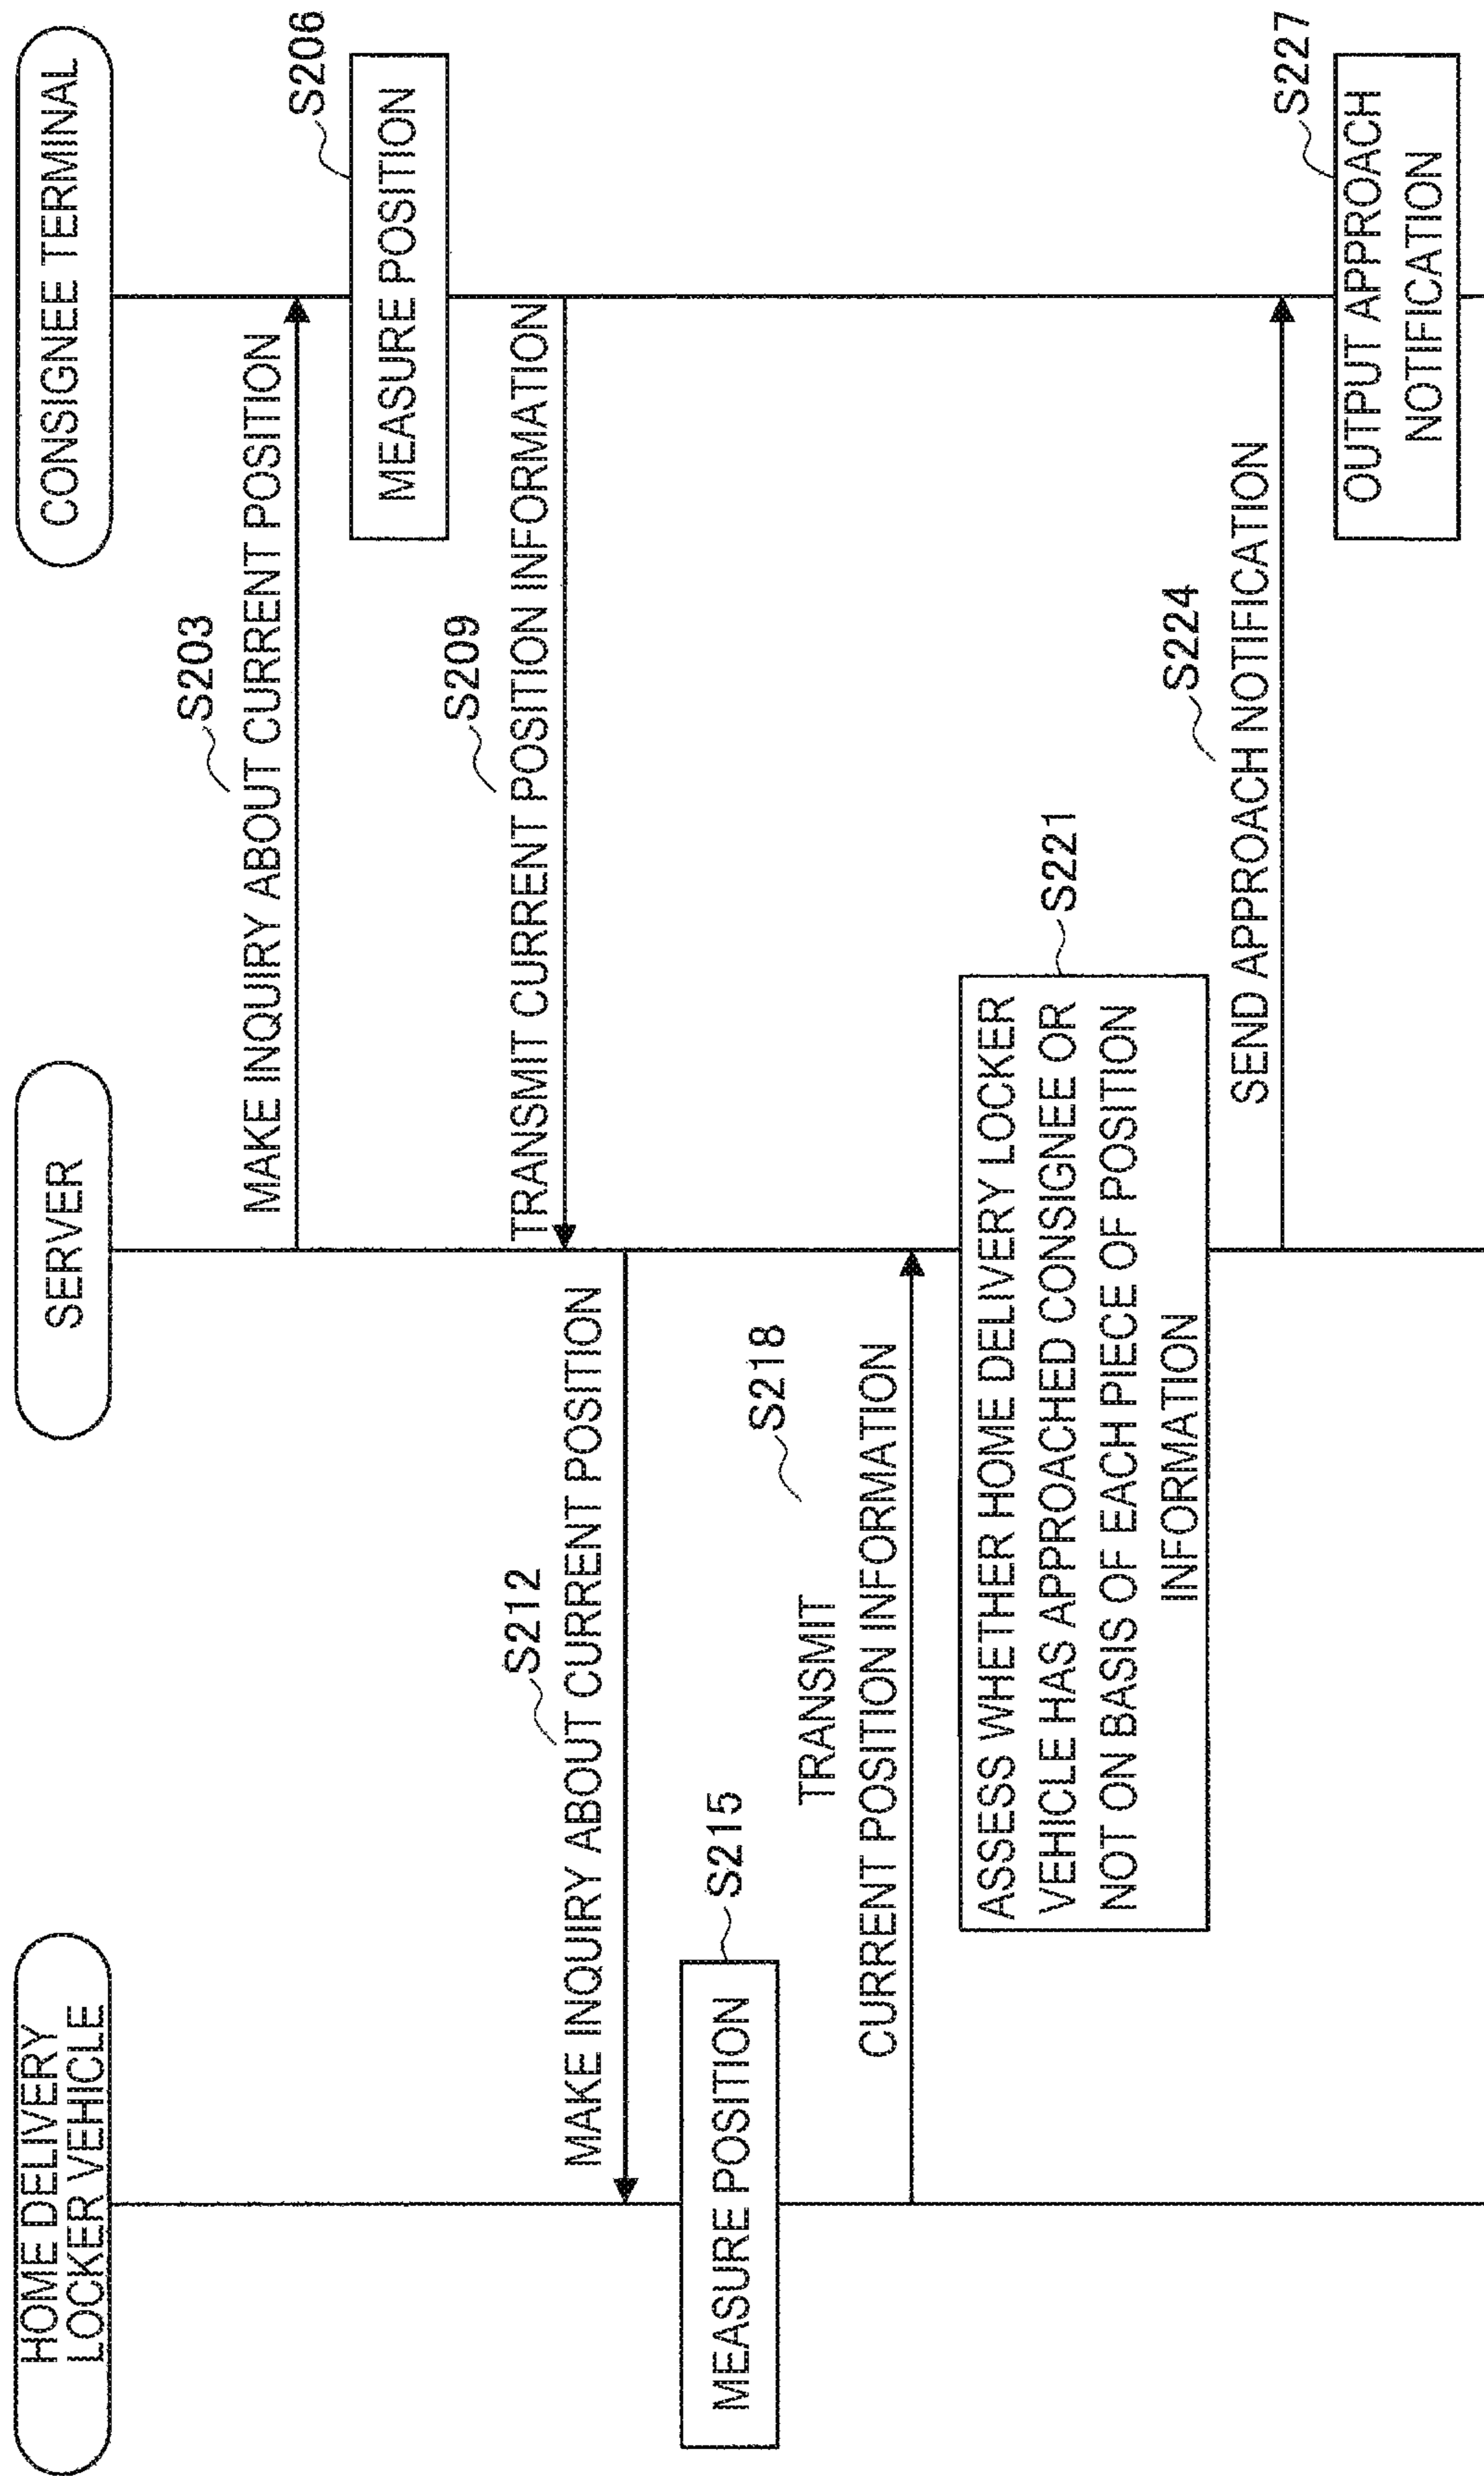 HOME DELIVERY
LOCKER VEHICLE
SERVER
CONSIGNEE TERMINAL
S203
MAKE INQUIRY ABOUT CURRENT POSITION
S206
MEASURE POSITION
S209
TRANSMIT CURRENT POSITION INFORMATION
S212
MAKE INQUIRY ABOUT CURRENT POSITION
S215
MEASURE POSITION
S218
TRANSMIT
CURRENT POSITION INFORMATION
S221
ASSESS WHETHER HOME DELIVERY LOCKER
VEHICLE HAS APPROACHED CONSIGNEE OR
NOT ON BASIS OF EACH PIECE OF POSITION
INFORMATION
S224
SEND APPROACH NOTIFICATION
S227
OUTPUT APPROACH
NOTIFICATION